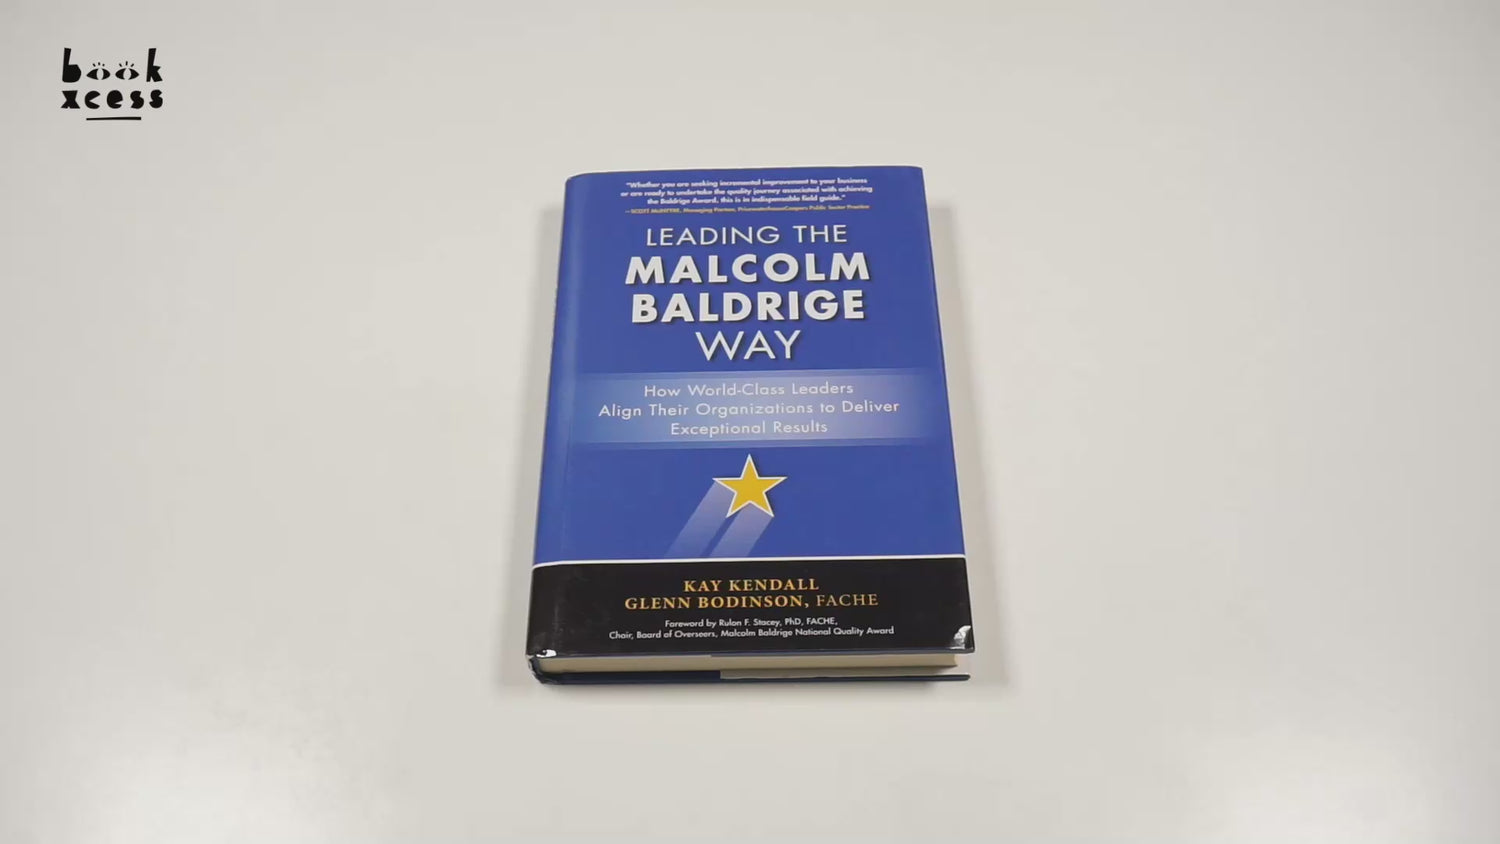 book
xcess
"Whether you are seeking incremental improvement to your business
or are ready to undertake the quality journey associated with achieving
the Baldrige Award, this is in indispensable field guide."
—SCOTT McINTYRE, Managing Partner, PricewaterhouseCoopers Public Sector Practice
LEADING THE
MALCOLM
BALDRIGE
WAY
How World-Class Leaders
Align Their Organizations to Deliver
Exceptional Results
KAY KENDALL
GLENN BODINSON, FACHE
Foreword by Rulon F. Stacey, PhD, FACHE,
Chair, Board of Overseers, Malcolm Baldrige National Quality Award